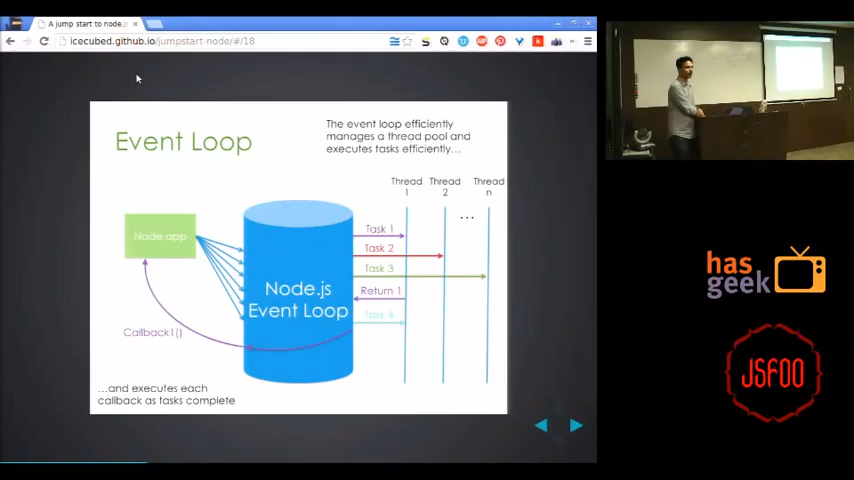 A jump start to node.
icecubed.github.io/jumpstart-node/#/18
Event Loop
The event loop efficiently
manages a thread pool and
executes tasks efficiently…
Thread
1
Thread
2
Thread
n
...
Node app
Node.js
Event Loop
Task 1
Task 2
Task 3
Return 1
Task 4
Callback1()
…and executes each
callback as tasks complete
has
geek
JSFOO